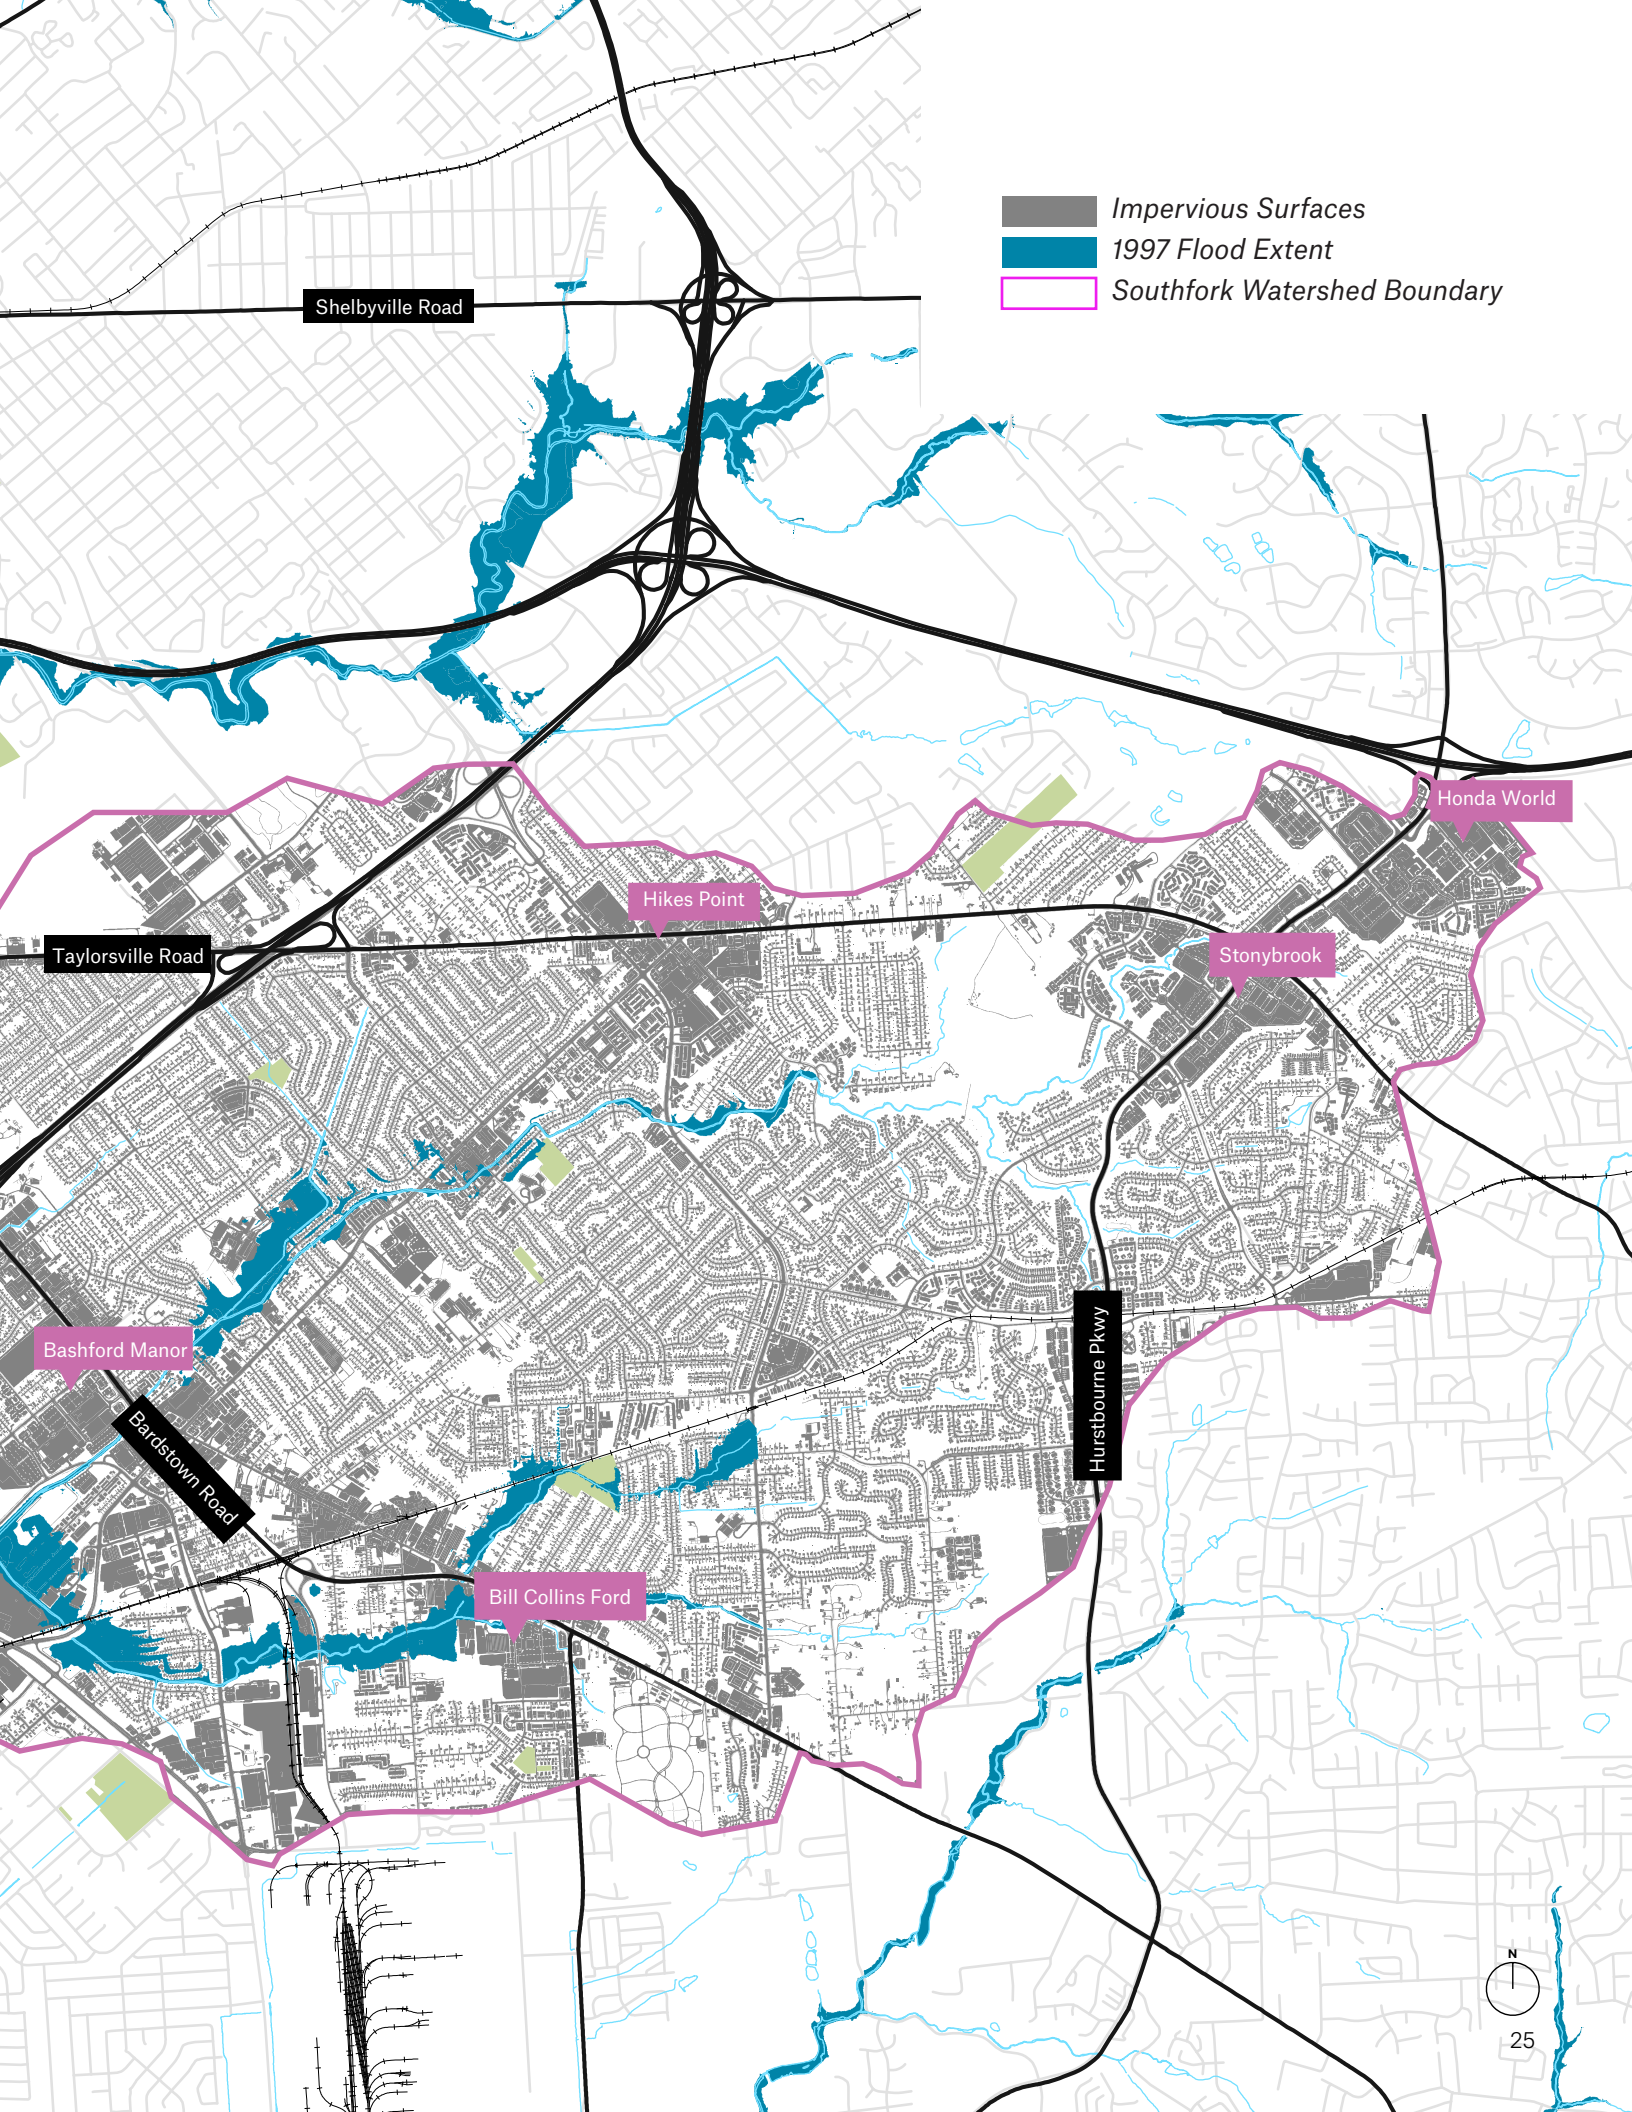 Impervious Surfaces
1997 Flood Extent
Southfork Watershed Boundary
Shelbyville Road
Honda World
Hikes Point
Taylorsville Road
Stonybrook
Bashford Manor
Hurstbourne Pkwy
Bardstown Road
Bill Collins Ford
N
25